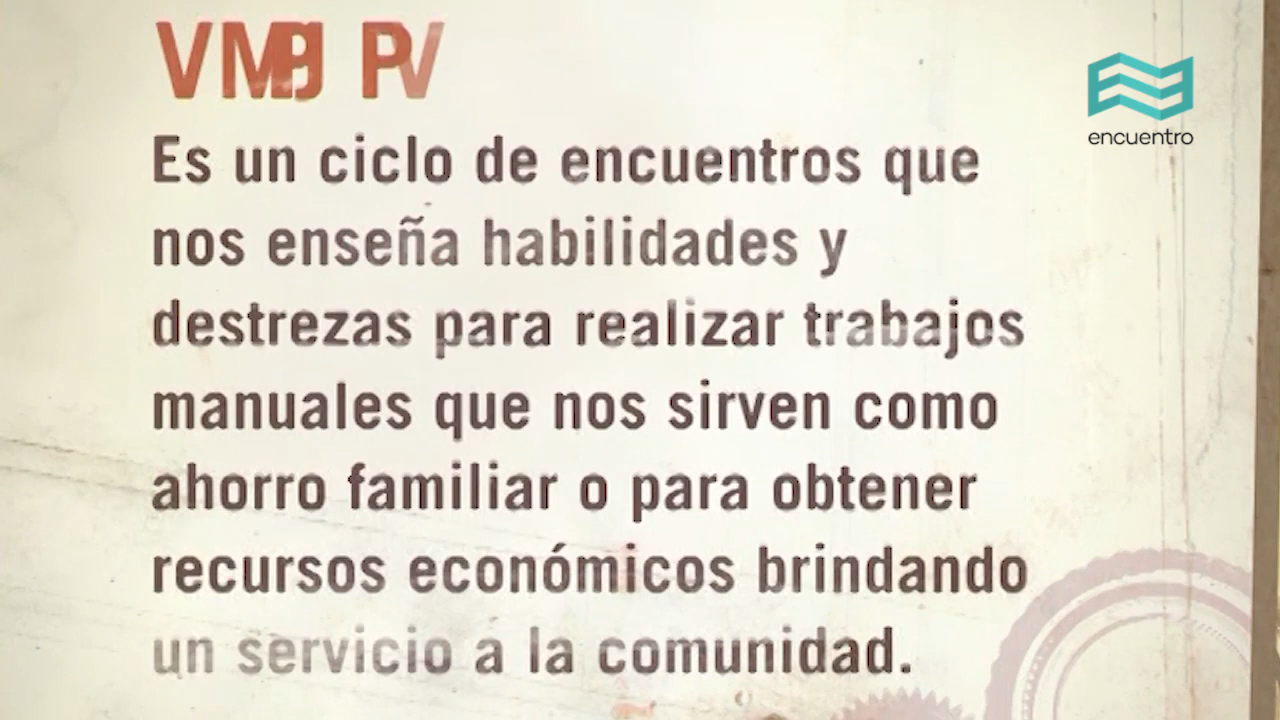 encuentro
Es un ciclo de encuentros que
nos enseña habilidades y
destrezas para realizar trabajos
manuales que nos sirven como
ahorro familiar o para obtener
recursos económicos brindando
un servicio a la comunidad.